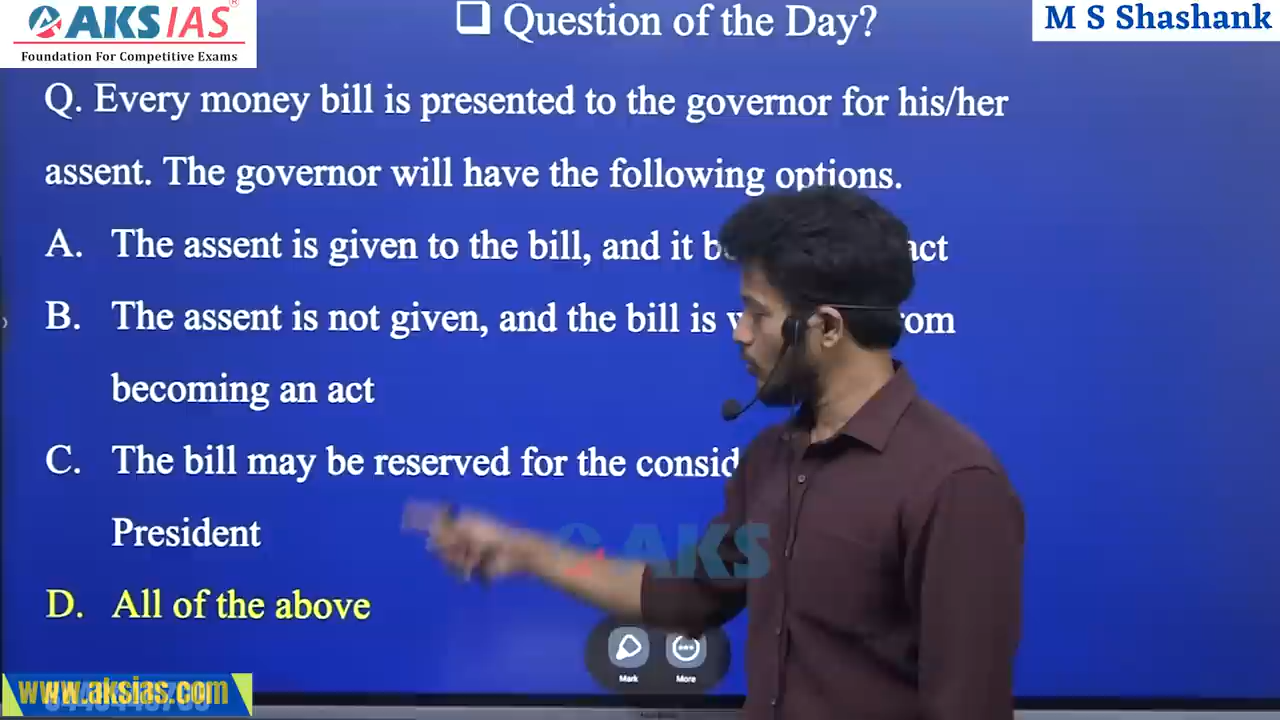 AKSIAS®
Foundation For Competitive Exams
Question of the Day?
M S Shashank
Q. Every money bill is presented to the governor for his/her
assent. The governor will have the following options.
A. The assent is given to the bill, and it act
B. The assent is not given, and the bill is
becoming an act
C. The bill may be reserved for the
President
D. All of the above
AKS
Mark
More
www.aksias.com